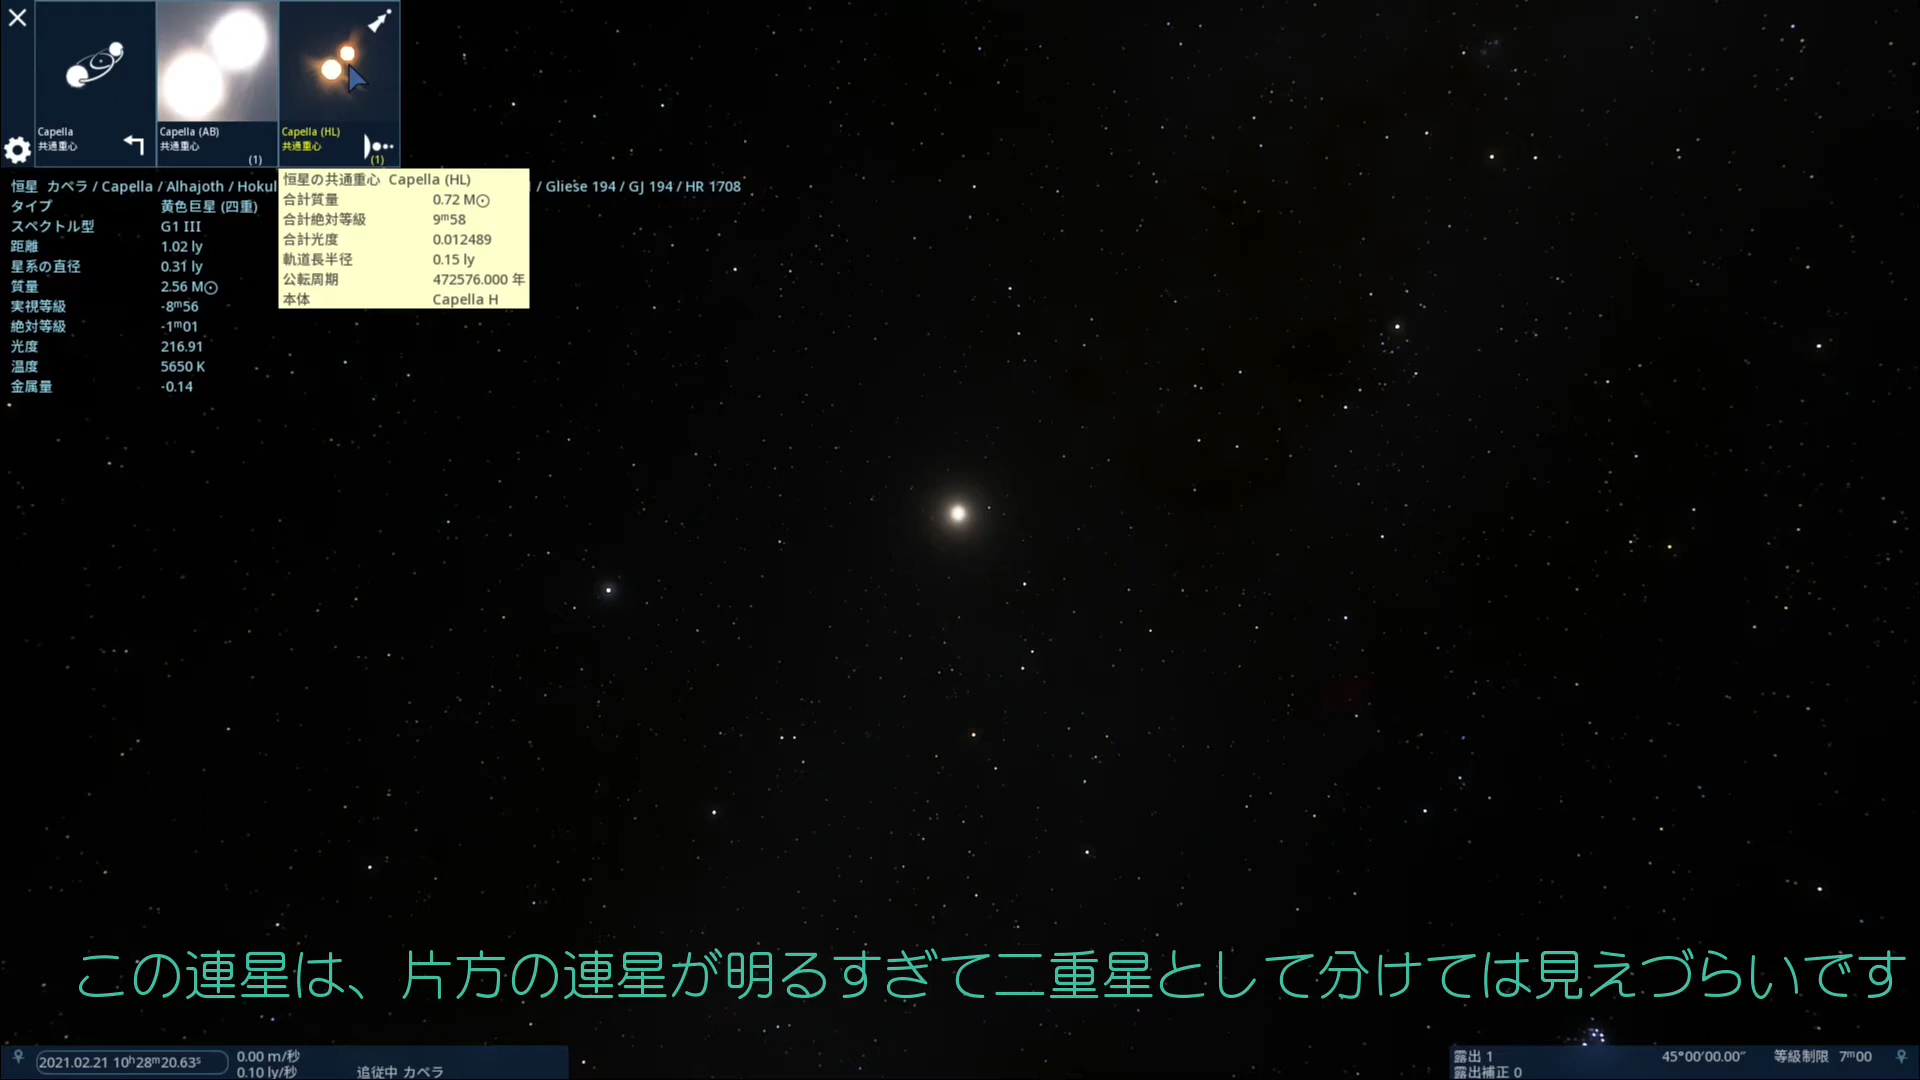 Capella
共通重心
Capella (AB)
共通重心
(1)
Capella (HL)
共通重心
(1)
恒星 カペラ / Capella / Alhajoth / Hokul
/ Gliese 194 / GJ 194 / HR 1708
タイプ 黄色巨星 (四重)
スペクトル型 G1 III
距離 1.02 ly
星系の直径 0.31 ly
質量 2.56 M☉
実視等級 -8ᵐ56
絶対等級 -1ᵐ01
光度 216.91
温度 5650 K
金属量 -0.14
恒星の共通重心 Capella (HL)
合計質量 0.72 M☉
合計絶対等級 9ᵐ58
合計光度 0.012489
軌道長半径 0.15 ly
公転周期 472576.000 年
本体 Capella H
この連星は、片方の連星が明るすぎて二重星として分けては見えづらいです
2021.02.21 10ʰ28ᵐ20.63ˢ
0.00 m/秒
0.10 ly/秒
追従中 カペラ
露出 1
露出補正 0
45°00′00.00″
等級制限 7ᵐ00